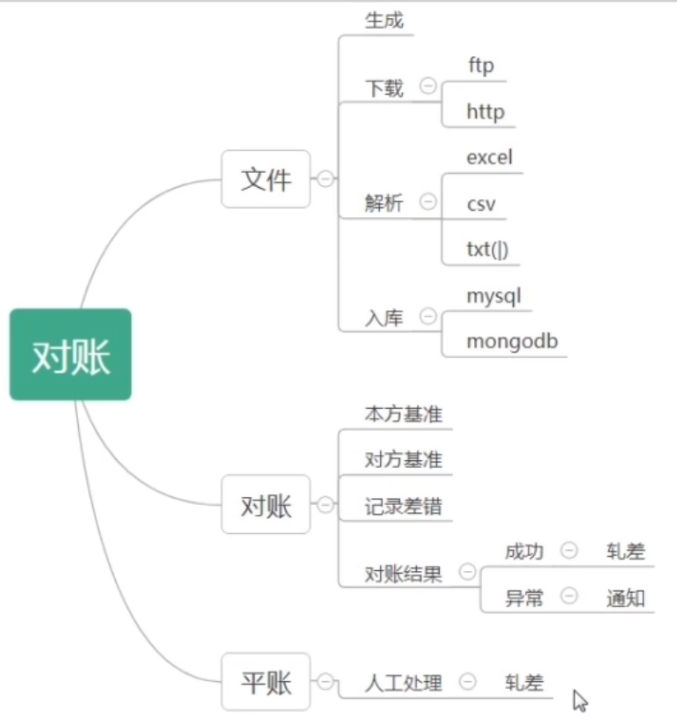 对账
文件
生成
下载
ftp
http
解析
excel
csv
txt(|)
入库
mysql
mongodb
对账
本方基准
对方基准
记录差错
对账结果
成功
轧差
异常
通知
平账
人工处理
轧差